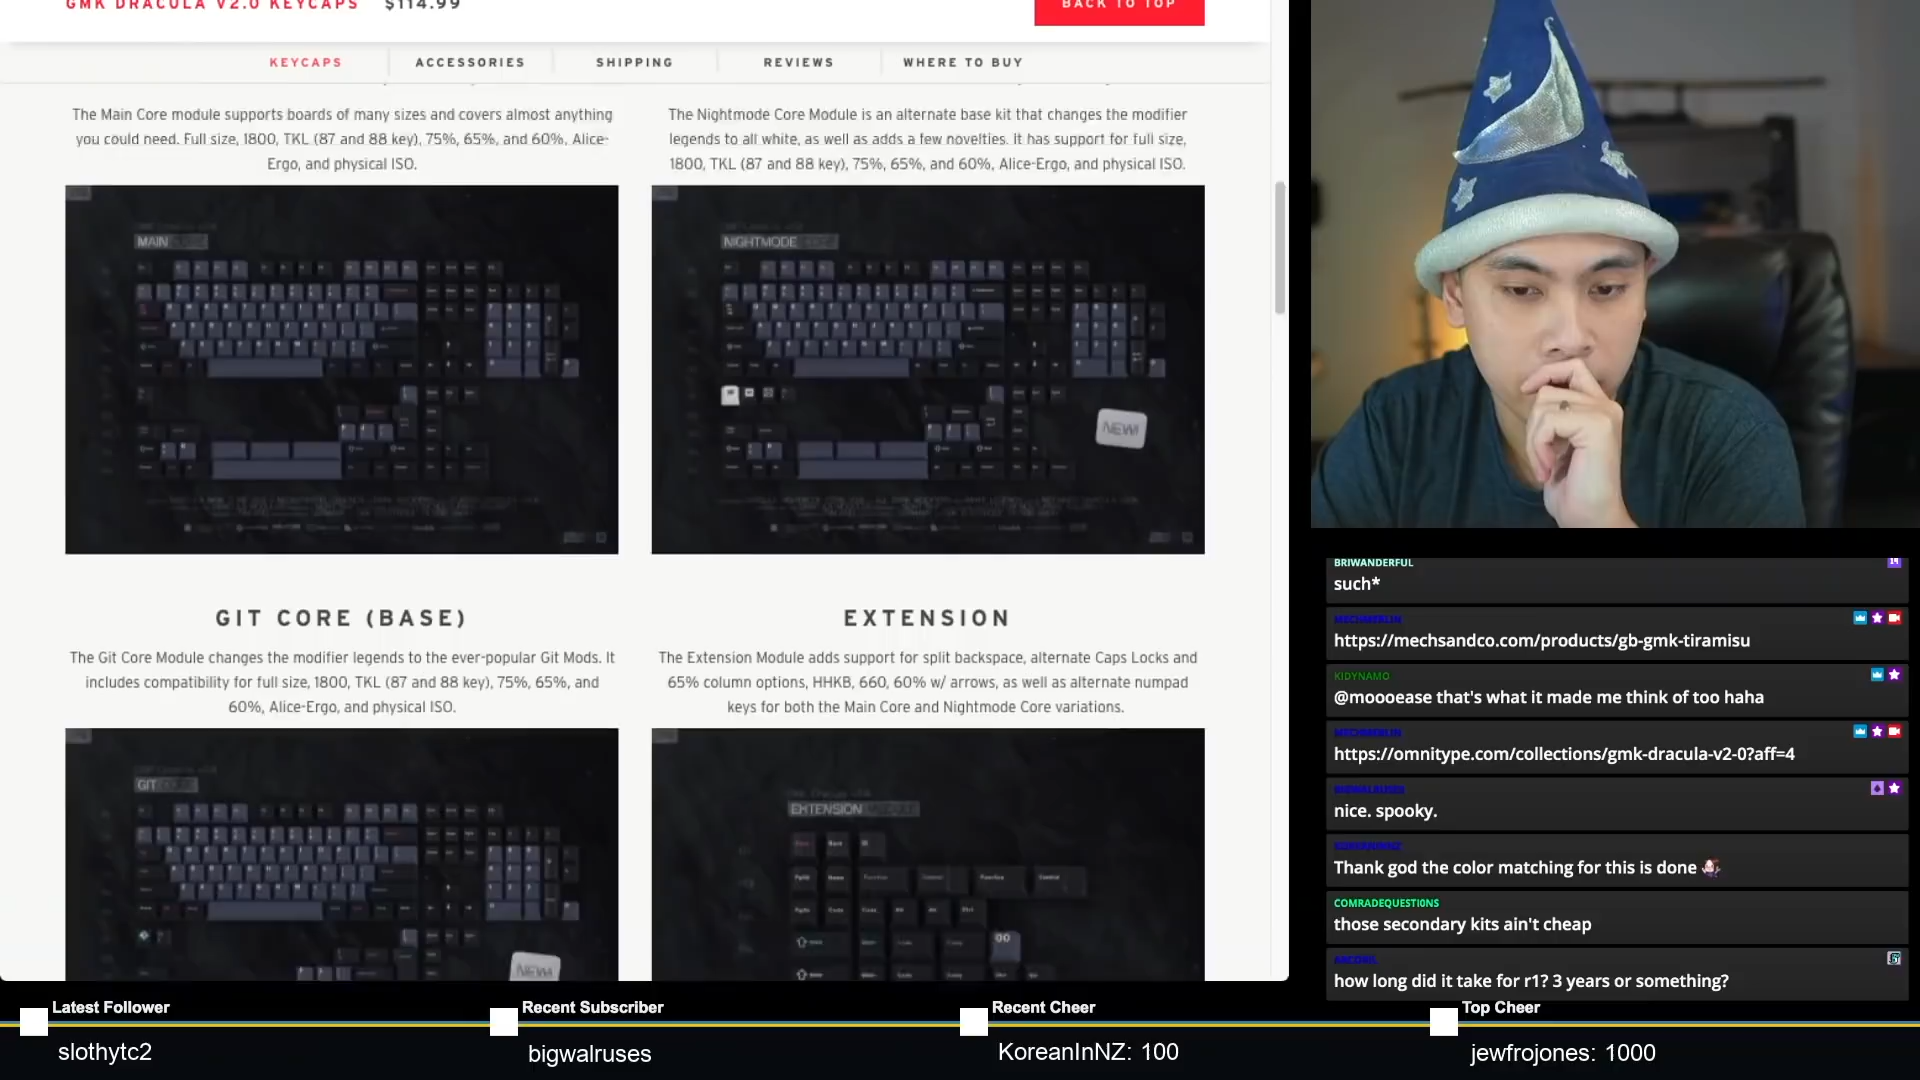 GMK DRACULA V2.0 KEYCAPS $114.99
BACK TO TOP
KEYCAPS
ACCESSORIES
SHIPPING
REVIEWS
WHERE TO BUY
The Main Core module supports boards of many sizes and covers almost anything
you could need. Full size, 1800, TKL (87 and 88 key), 75%, 65%, and 60%, Alice-
Ergo, and physical ISO.
The Nightmode Core Module is an alternate base kit that changes the modifier
legends to all white, as well as adds a few novelties. It has support for full size,
1800, TKL (87 and 88 key), 75%, 65%, and 60%, Alice-Ergo, and physical ISO.
MAIN
NIGHTMODE
NEW!
GIT CORE (BASE)
The Git Core Module changes the modifier legends to the ever-popular Git Mods. It
includes compatibility for full size, 1800, TKL (87 and 88 key), 75%, 65%, and
60%, Alice-Ergo, and physical ISO.
EXTENSION
The Extension Module adds support for split backspace, alternate Caps Locks and
65% column options, HHKB, 660, 60% w/ arrows, as well as alternate numpad
keys for both the Main Core and Nightmode Core variations.
GIT
NEW!
EXTENSION MODULE
00
BRIWANDERFUL
such*
MECHMERLIN
https://mechsandco.com/products/gb-gmk-tiramisu
KIDYNAMO
@moooease that's what it made me think of too haha
MECHMERLIN
https://omnitype.com/collections/gmk-dracula-v2-0?aff=4
BIGWALRUSES
nice. spooky.
Thank god the color matching for this is done
COMRADEQUESTI0NS
those secondary kits ain't cheap
how long did it take for r1? 3 years or something?
Latest Follower
slothytc2
Recent Subscriber
bigwalruses
Recent Cheer
KoreanInNZ: 100
Top Cheer
jewfrojones: 1000